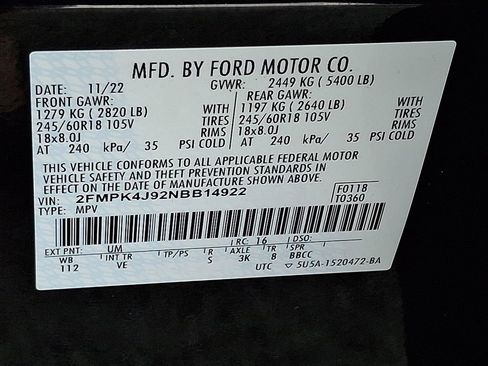 MFD. BY FORD MOTOR CO.
DATE: 11/22 GVWR: 2449 KG ( 5400 LB)
FRONT GAWR: REAR GAWR:
1279 KG ( 2820 LB) WITH 1197 KG ( 2640 LB) WITH
245/60R18 105V TIRES 245/60R18 105V TIRES
18x8.0J RIMS 18x8.0J RIMS
AT 240 kPa/ 35 PSI COLD AT 240 kPa/ 35 PSI COLD
THIS VEHICLE CONFORMS TO ALL APPLICABLE FEDERAL MOTOR
VEHICLE SAFETY AND THEFT PREVENTION STANDARDS IN
EFFECT ON THE DATE OF MANUFACTURE SHOWN ABOVE.
VIN: 2FMPK4J92NBB14922 F0118
TYPE: MPV T0360
EXT PNT: UM RC: 16 DSO:
WB INT TR TP/PS R AXLE TR SPR
112 VE S 3K 8 BBCC
UTC 5U5A-1520472-BA